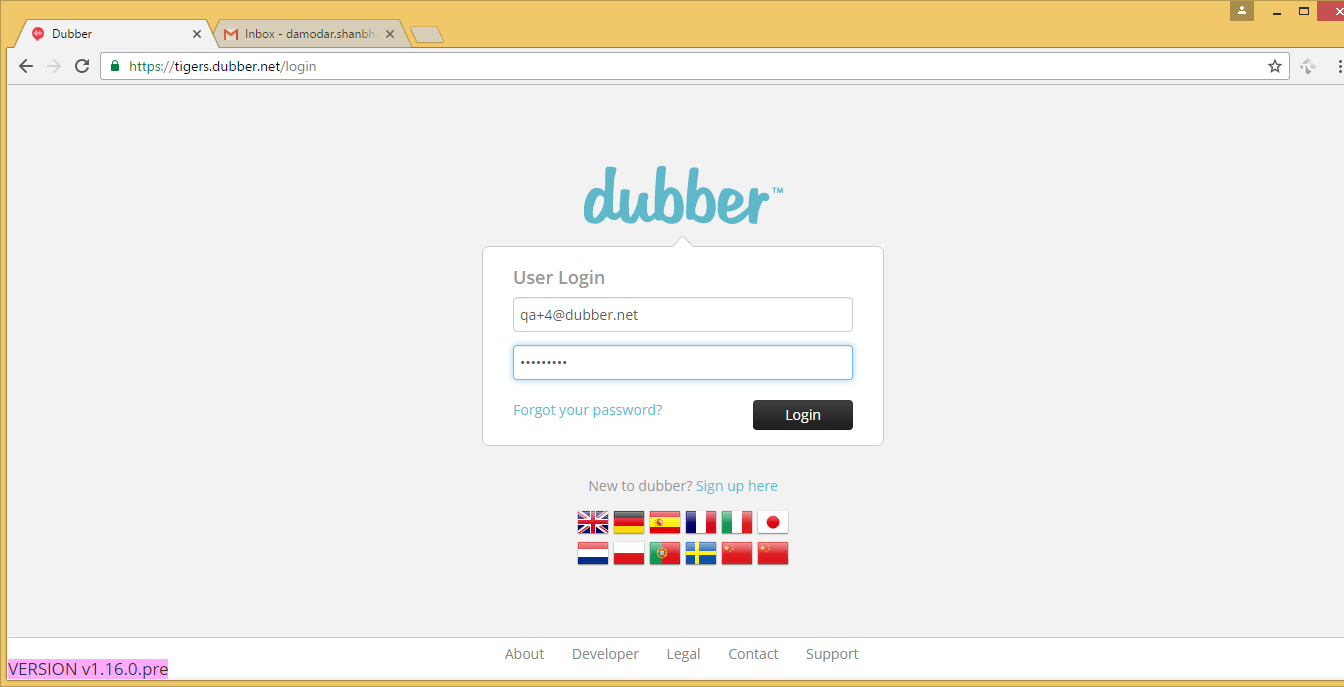 Dubber
Inbox - damodar.shanbh
https://tigers.dubber.net/login
dubber™
User Login
qa+4@dubber.net
•••••••••
Forgot your password?
Login
New to dubber? Sign up here
About Developer Legal Contact Support
VERSION v1.16.0.pre